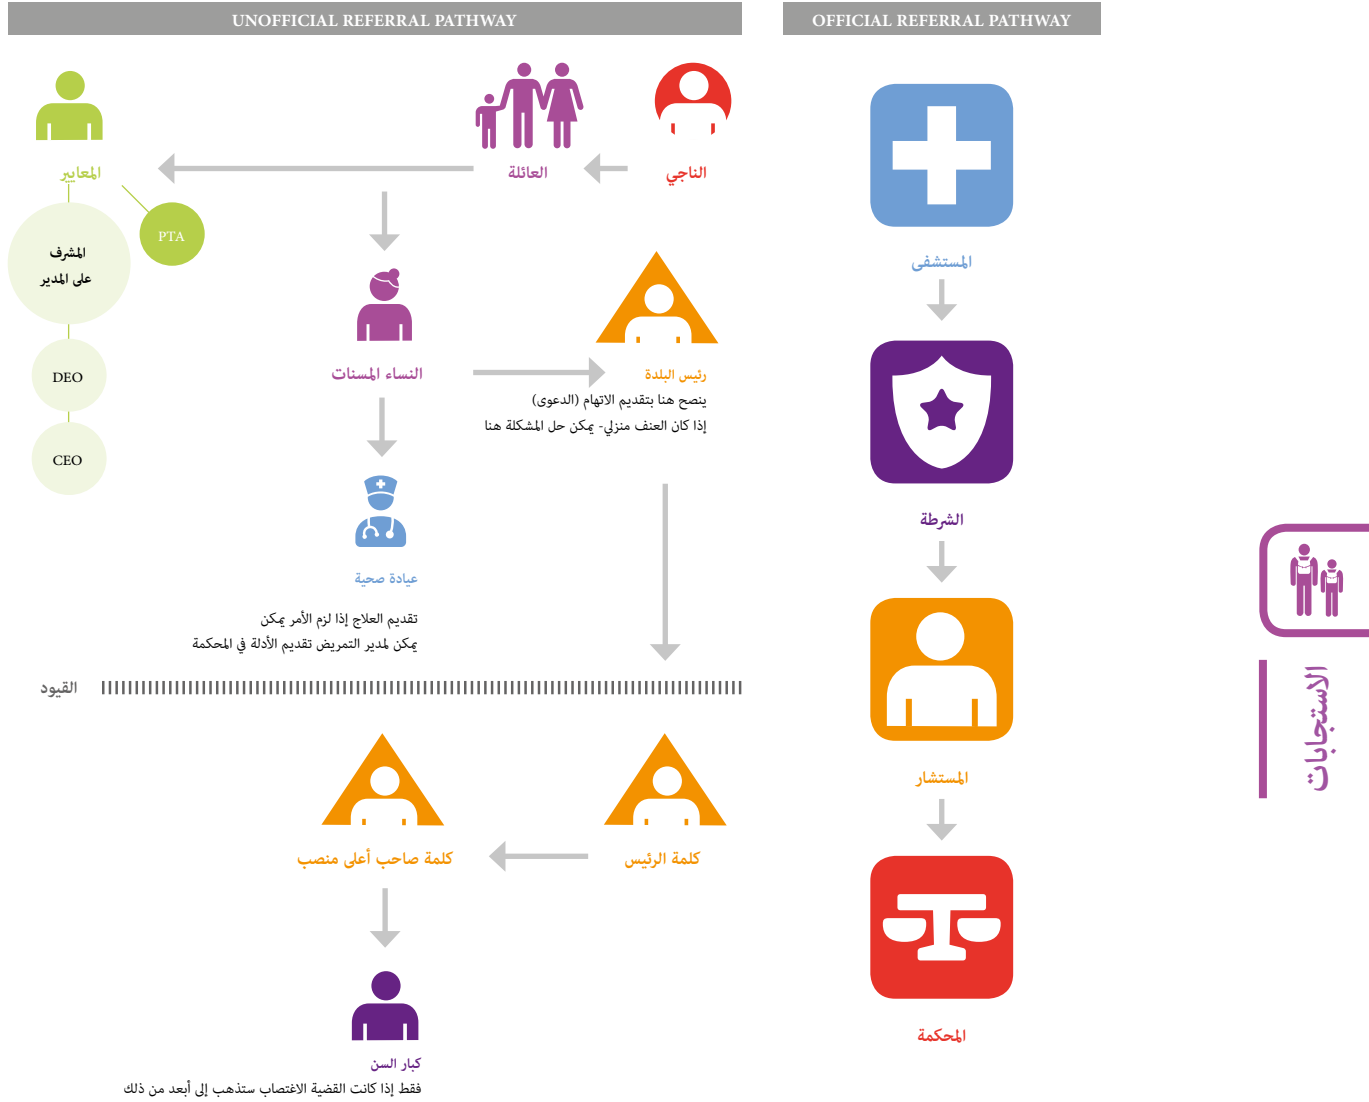 UNOFFICIAL REFERRAL PATHWAY
OFFICIAL REFERRAL PATHWAY
الناجي
العائلة
المعايير
PTA
المشرف
على المدير
DEO
CEO
النساء المسنات
رئيس البلدة
ينصح هنا بتقديم الاتهام (الدعوى)
إذا كان العنف منزلي- يمكن حل المشكلة هنا
عيادة صحية
تقديم العلاج إذا لزم الأمر يمكن
يمكن لمدير التمريض تقديم الأدلة في المحكمة
القيود
كلمة الرئيس
كلمة صاحب أعلى منصب
كبار السن
فقط إذا كانت القضية الاغتصاب ستذهب إلى أبعد من ذلك
المستشفى
الشرطة
المستشار
المحكمة
الاستجابات